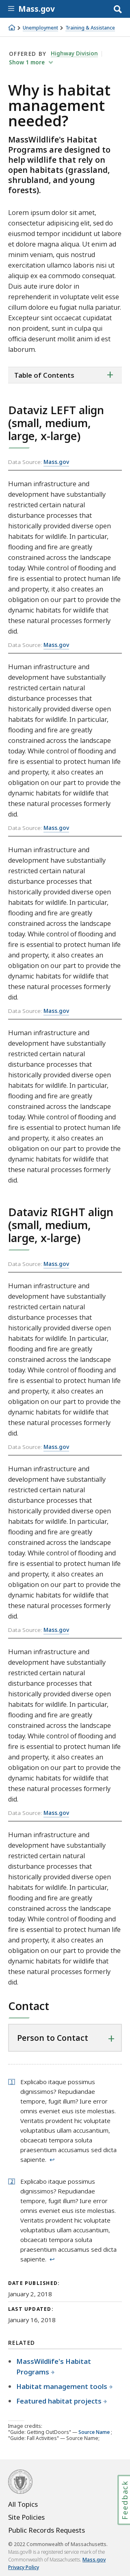 Mass.gov
Unemployment > Training & Assistance
OFFERED BY Highway Division
Show 1 more
Why is habitat
management
needed?
MassWildlife's Habitat
Programs are designed to
help wildlife that rely on
open habitats (grassland,
shrubland, and young
forests).
Lorem ipsum dolor sit amet,
consectetur adipiscing elit, sed do
eiusmod tempor incididunt ut labore
et dolore magna aliqua. Ut enim ad
minim veniam, quis nostrud
exercitation ullamco laboris nisi ut
aliquip ex ea commodo consequat.
Duis aute irure dolor in
reprehenderit in voluptate velit esse
cillum dolore eu fugiat nulla pariatur.
Excepteur sint occaecat cupidatat
non proident, sunt in culpa qui
officia deserunt mollit anim id est
laborum.
Table of Contents
Dataviz LEFT align
(small, medium,
large, x-large)
Data Source: Mass.gov
Human infrastructure and
development have substantially
restricted certain natural
disturbance processes that
historically provided diverse open
habitats for wildlife. In particular,
flooding and fire are greatly
constrained across the landscape
today. While control of flooding and
fire is essential to protect human life
and property, it also creates an
obligation on our part to provide the
dynamic habitats for wildlife that
these natural processes formerly
did.
Data Source: Mass.gov
Human infrastructure and
development have substantially
restricted certain natural
disturbance processes that
historically provided diverse open
habitats for wildlife. In particular,
flooding and fire are greatly
constrained across the landscape
today. While control of flooding and
fire is essential to protect human life
and property, it also creates an
obligation on our part to provide the
dynamic habitats for wildlife that
these natural processes formerly
did.
Data Source: Mass.gov
Human infrastructure and
development have substantially
restricted certain natural
disturbance processes that
historically provided diverse open
habitats for wildlife. In particular,
flooding and fire are greatly
constrained across the landscape
today. While control of flooding and
fire is essential to protect human life
and property, it also creates an
obligation on our part to provide the
dynamic habitats for wildlife that
these natural processes formerly
did.
Data Source: Mass.gov
Human infrastructure and
development have substantially
restricted certain natural
disturbance processes that
historically provided diverse open
habitats for wildlife. In particular,
flooding and fire are greatly
constrained across the landscape
today. While control of flooding and
fire is essential to protect human life
and property, it also creates an
obligation on our part to provide the
dynamic habitats for wildlife that
these natural processes formerly
did.
Dataviz RIGHT align
(small, medium,
large, x-large)
Data Source: Mass.gov
Human infrastructure and
development have substantially
restricted certain natural
disturbance processes that
historically provided diverse open
habitats for wildlife. In particular,
flooding and fire are greatly
constrained across the landscape
today. While control of flooding and
fire is essential to protect human life
and property, it also creates an
obligation on our part to provide the
dynamic habitats for wildlife that
these natural processes formerly
did.
Data Source: Mass.gov
Human infrastructure and
development have substantially
restricted certain natural
disturbance processes that
historically provided diverse open
habitats for wildlife. In particular,
flooding and fire are greatly
constrained across the landscape
today. While control of flooding and
fire is essential to protect human life
and property, it also creates an
obligation on our part to provide the
dynamic habitats for wildlife that
these natural processes formerly
did.
Data Source: Mass.gov
Human infrastructure and
development have substantially
restricted certain natural
disturbance processes that
historically provided diverse open
habitats for wildlife. In particular,
flooding and fire are greatly
constrained across the landscape
today. While control of flooding and
fire is essential to protect human life
and property, it also creates an
obligation on our part to provide the
dynamic habitats for wildlife that
these natural processes formerly
did.
Data Source: Mass.gov
Human infrastructure and
development have substantially
restricted certain natural
disturbance processes that
historically provided diverse open
habitats for wildlife. In particular,
flooding and fire are greatly
constrained across the landscape
today. While control of flooding and
fire is essential to protect human life
and property, it also creates an
obligation on our part to provide the
dynamic habitats for wildlife that
these natural processes formerly
did.
Contact
Person to Contact
1 Explicabo itaque possimus
dignissimos? Repudiandae
tempore, fugit illum? Iure error
omnis eveniet eius iste molestias.
Veritatis provident hic voluptate
voluptatibus ullam accusantium,
obcaecati tempora soluta
praesentium accusamus sed dicta
sapiente. ↩
2 Explicabo itaque possimus
dignissimos? Repudiandae
tempore, fugit illum? Iure error
omnis eveniet eius iste molestias.
Veritatis provident hic voluptate
voluptatibus ullam accusantium,
obcaecati tempora soluta
praesentium accusamus sed dicta
sapiente. ↩
DATE PUBLISHED:
January 2, 2018
LAST UPDATED:
January 16, 2018
RELATED
MassWildlife's Habitat
Programs
Habitat management tools
Featured habitat projects
Image credits:
"Guide: Getting OutDoors" — Source Name;
"Guide: Fall Activities" — Source Name;
Feedback
All Topics
Site Policies
Public Records Requests
© 2022 Commonwealth of Massachusetts.
Mass.gov® is a registered service mark of the
Commonwealth of Massachusetts. Mass.gov
Privacy Policy